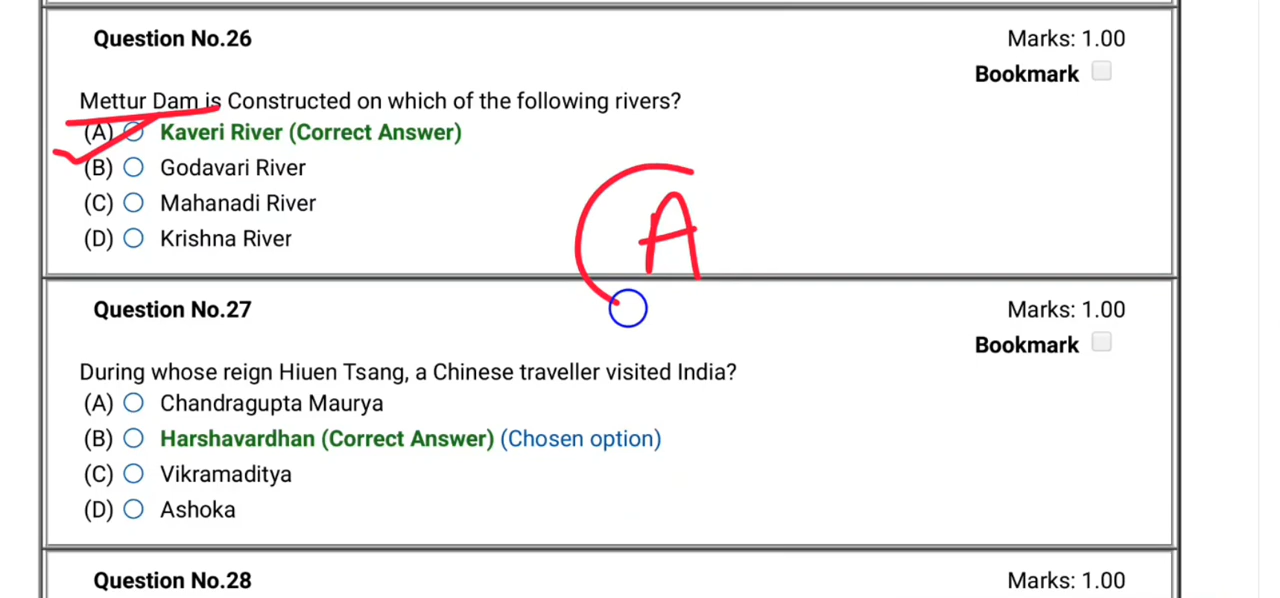 Question No.26
Marks: 1.00
Bookmark
Mettur Dam is Constructed on which of the following rivers?
(A) Kaveri River (Correct Answer)
(B) Godavari River
(C) Mahanadi River
(D) Krishna River
A
Question No.27
Marks: 1.00
Bookmark
During whose reign Hiuen Tsang, a Chinese traveller visited India?
(A) Chandragupta Maurya
(B) Harshavardhan (Correct Answer) (Chosen option)
(C) Vikramaditya
(D) Ashoka
Question No.28
Marks: 1.00